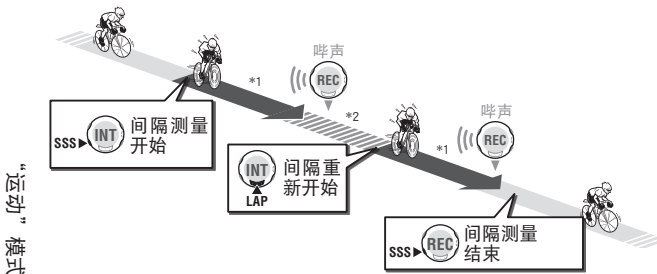 哔声
*1
REC
哔声
*2
REC
*1
SSS▶ INT 间隔测量
开始
INT 间隔重
新开始
LAP
SSS▶ REC 间隔测量
结束
“运动”模式